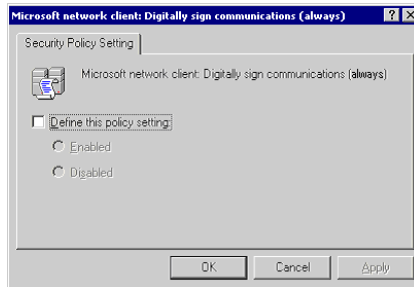 Microsoft network client: Digitally sign communications (always)
Security Policy Setting
Microsoft network client: Digitally sign communications (always)
Define this policy setting:
Enabled
Disabled
OK Cancel Apply